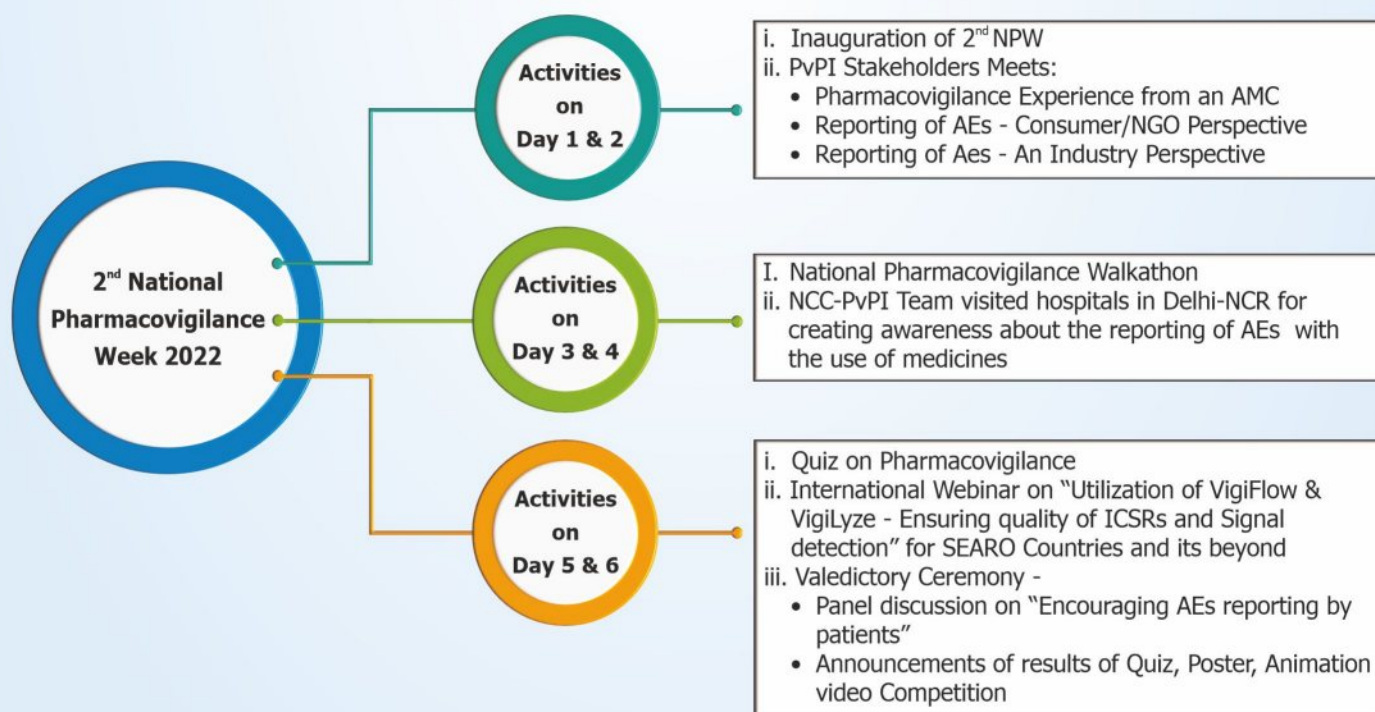 2nd National
Pharmacovigilance
Week 2022
Activities
on
Day 1 & 2
i. Inauguration of 2nd NPW
ii. PvPI Stakeholders Meets:
• Pharmacovigilance Experience from an AMC
• Reporting of AEs - Consumer/NGO Perspective
• Reporting of Aes - An Industry Perspective
Activities
on
Day 3 & 4
I. National Pharmacovigilance Walkathon
ii. NCC-PvPI Team visited hospitals in Delhi-NCR for
creating awareness about the reporting of AEs with
the use of medicines
Activities
on
Day 5 & 6
i. Quiz on Pharmacovigilance
ii. International Webinar on “Utilization of VigiFlow &
VigiLyze - Ensuring quality of ICSRs and Signal
detection” for SEARO Countries and its beyond
iii. Valedictory Ceremony -
• Panel discussion on “Encouraging AEs reporting by
patients”
• Announcements of results of Quiz, Poster, Animation
video Competition